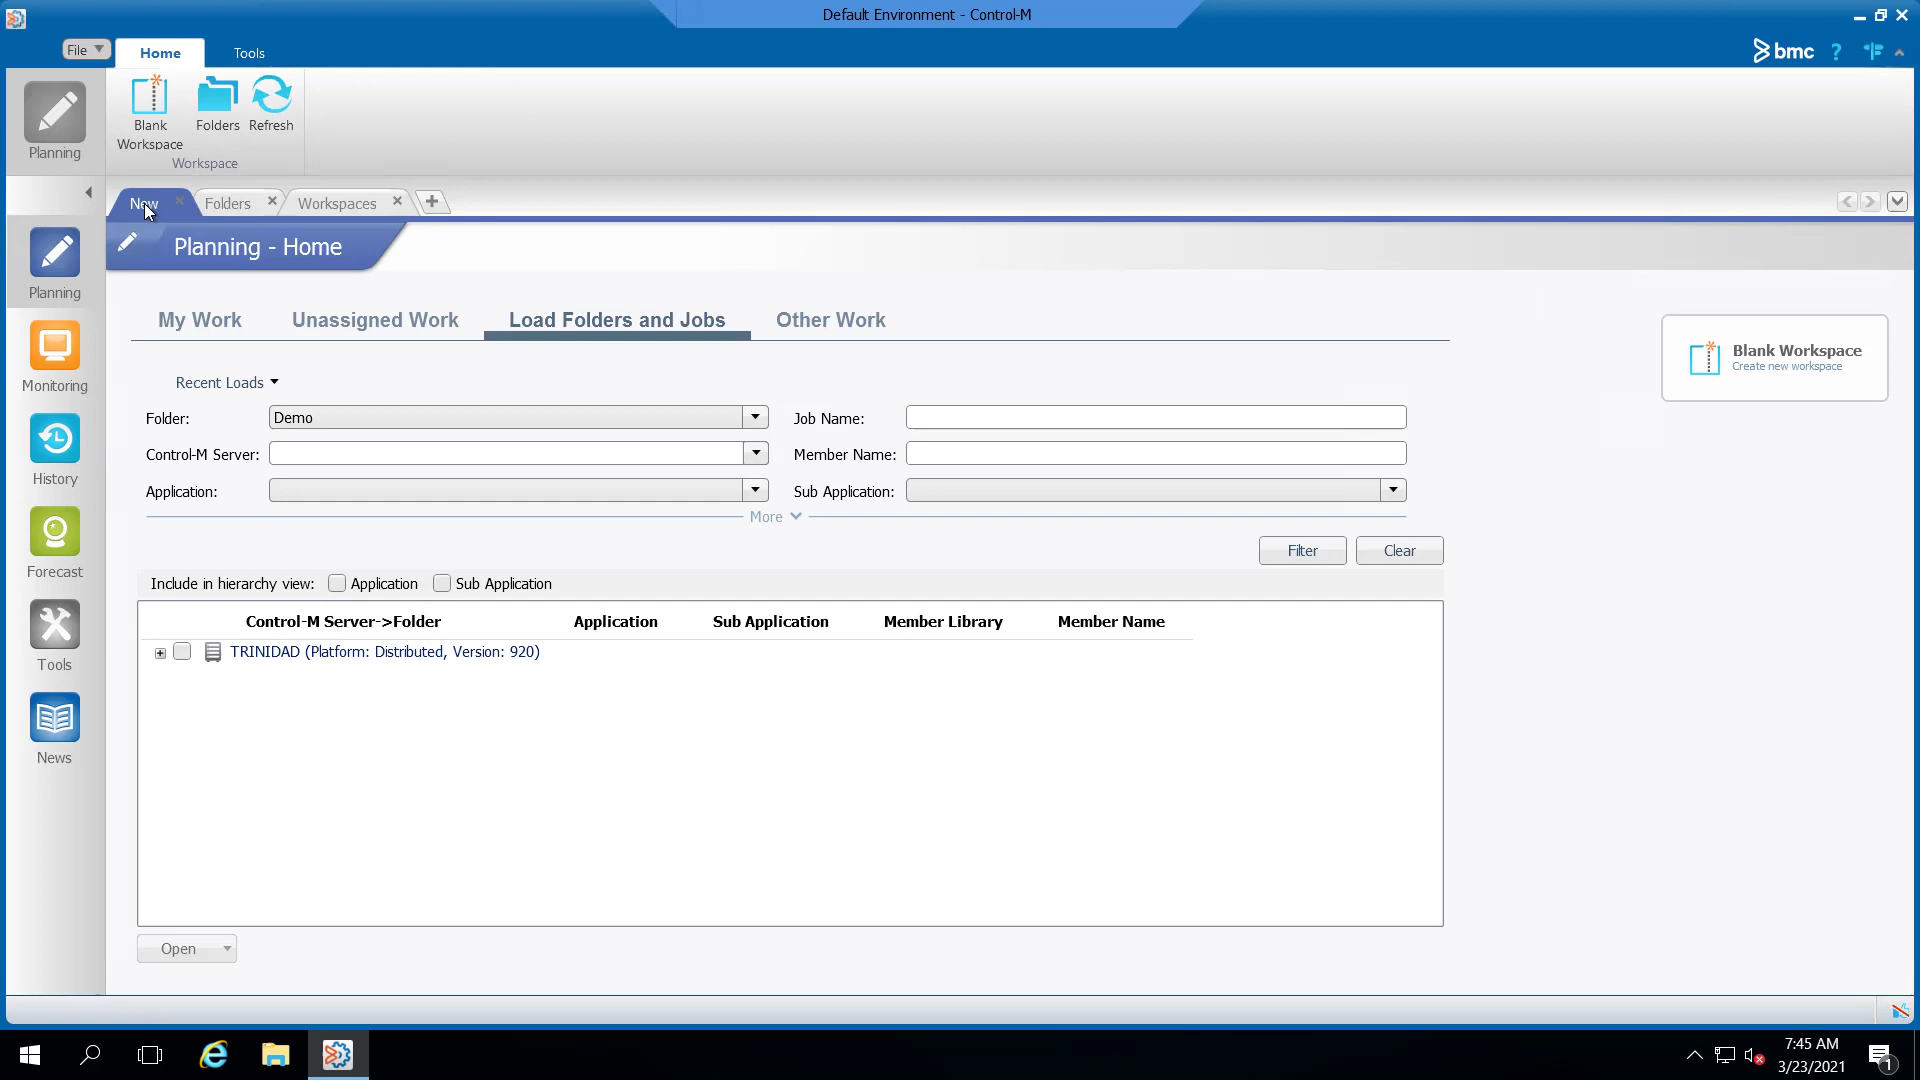 Default Environment - Control-M
File
Home
Tools
bmc
?
Planning
Blank
Workspace
Folders
Refresh
Workspace
New
Folders
Workspaces
Planning - Home
Planning
Monitoring
History
Forecast
Tools
News
My Work
Unassigned Work
Load Folders and Jobs
Other Work
Blank Workspace
Create new workspace
Recent Loads
Folder:
Demo
Job Name:
Control-M Server:
Member Name:
Application:
Sub Application:
More
Filter
Clear
Include in hierarchy view:
Application
Sub Application
Control-M Server->Folder
Application
Sub Application
Member Library
Member Name
TRINIDAD (Platform: Distributed, Version: 920)
Open
7:45 AM
3/23/2021
1